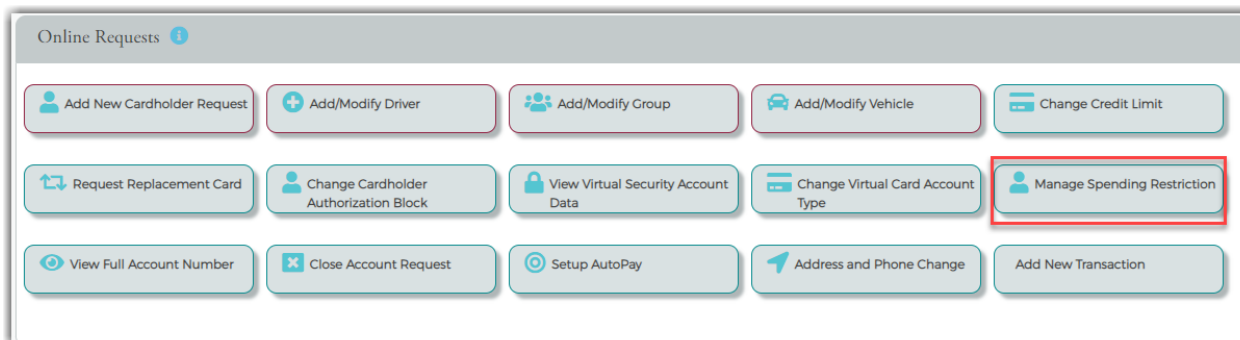 Online Requests
Add New Cardholder Request
Add/Modify Driver
Add/Modify Group
Add/Modify Vehicle
Change Credit Limit
Request Replacement Card
Change Cardholder
Authorization Block
View Virtual Security Account
Data
Change Virtual Card Account
Type
Manage Spending Restriction
View Full Account Number
Close Account Request
Setup AutoPay
Address and Phone Change
Add New Transaction